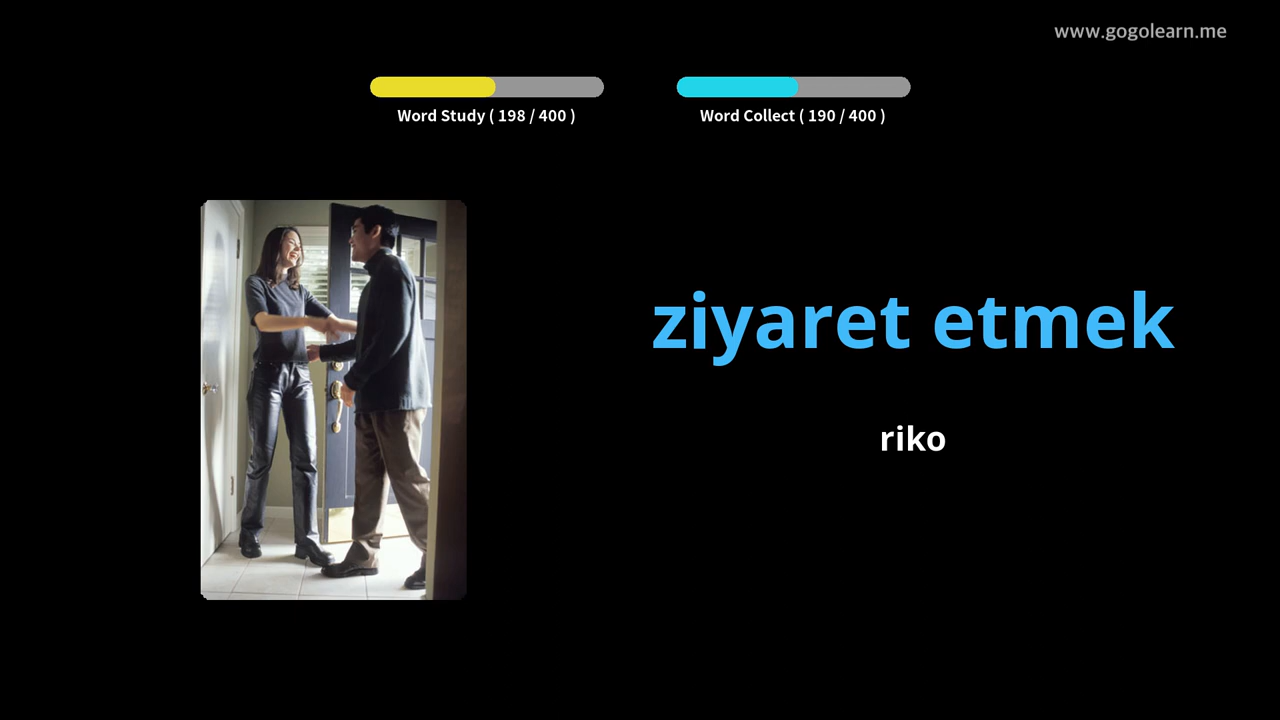 www.gogolearn.me
Word Study ( 198 / 400 )
Word Collect ( 190 / 400 )
ziyaret etmek
riko